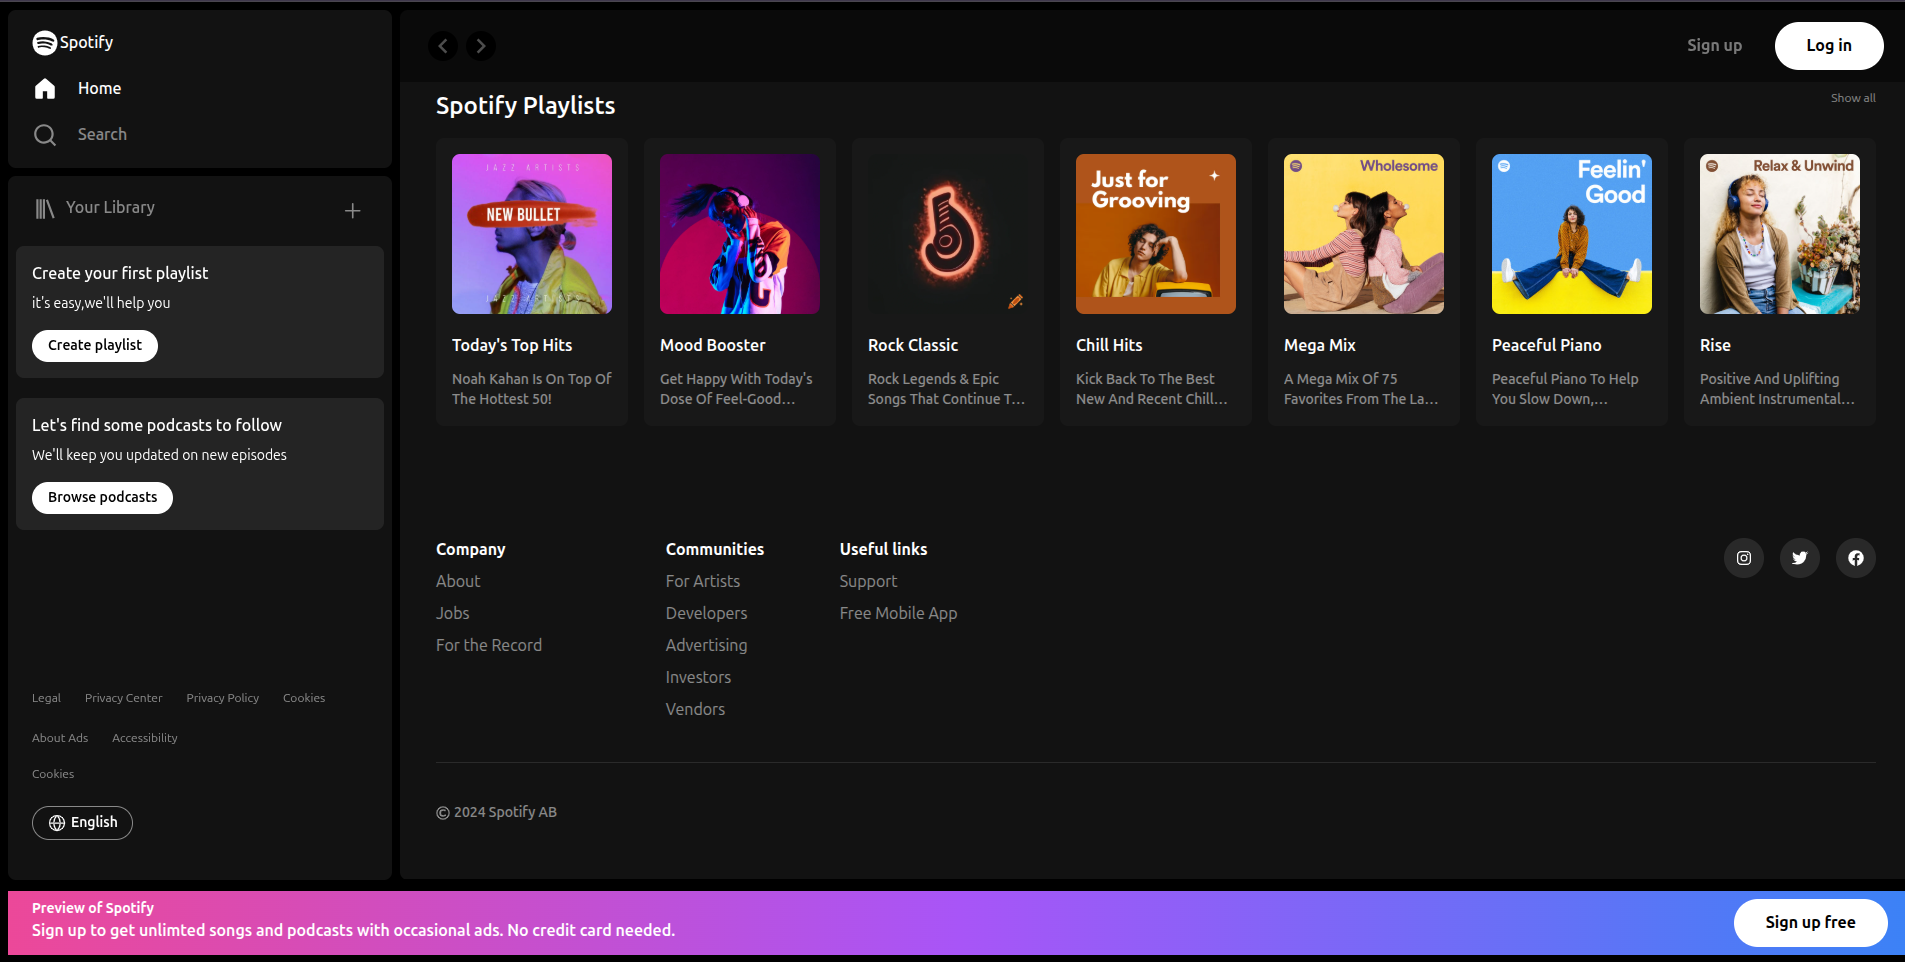 Spotify
Home
Search
Your Library
Create your first playlist
it's easy,we'll help you
Create playlist
Let's find some podcasts to follow
We'll keep you updated on new episodes
Browse podcasts
Legal Privacy Center Privacy Policy Cookies
About Ads Accessibility
Cookies
English
Sign up Log in
Spotify Playlists
Show all
JAZZ ARTISTS
NEW BULLET
JAZZ ARTISTS
Today's Top Hits
Noah Kahan Is On Top Of
The Hottest 50!
Mood Booster
Get Happy With Today's
Dose Of Feel-Good...
Rock Classic
Rock Legends & Epic
Songs That Continue T...
Just for
Grooving
Chill Hits
Kick Back To The Best
New And Recent Chill...
Wholesome
Mega Mix
A Mega Mix Of 75
Favorites From The La...
Feelin'
Good
Peaceful Piano
Peaceful Piano To Help
You Slow Down,...
Relax & Unwind
Rise
Positive And Uplifting
Ambient Instrumental...
Company
About
Jobs
For the Record
Communities
For Artists
Developers
Advertising
Investors
Vendors
Useful links
Support
Free Mobile App
© 2024 Spotify AB
Preview of Spotify
Sign up to get unlimted songs and podcasts with occasional ads. No credit card needed.
Sign up free